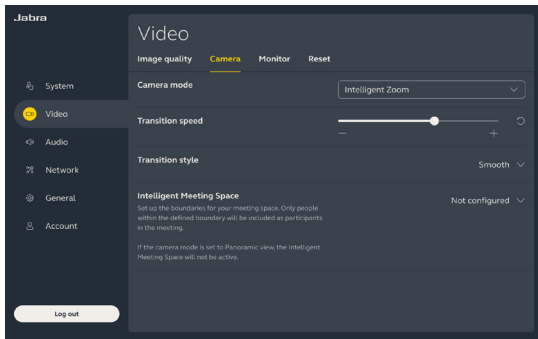 Jabra
Video
Image quality Camera Monitor Reset
System
Video
Audio
Network
General
Account
Log out
Camera mode
Intelligent Zoom
Transition speed
Transition style
Smooth
Intelligent Meeting Space
Not configured
Set up the boundaries for your meeting space. Only people
within the defined boundary will be included as participants
in the meeting.
If the camera mode is set to Panoramic view, the Intelligent
Meeting Space will not be active.